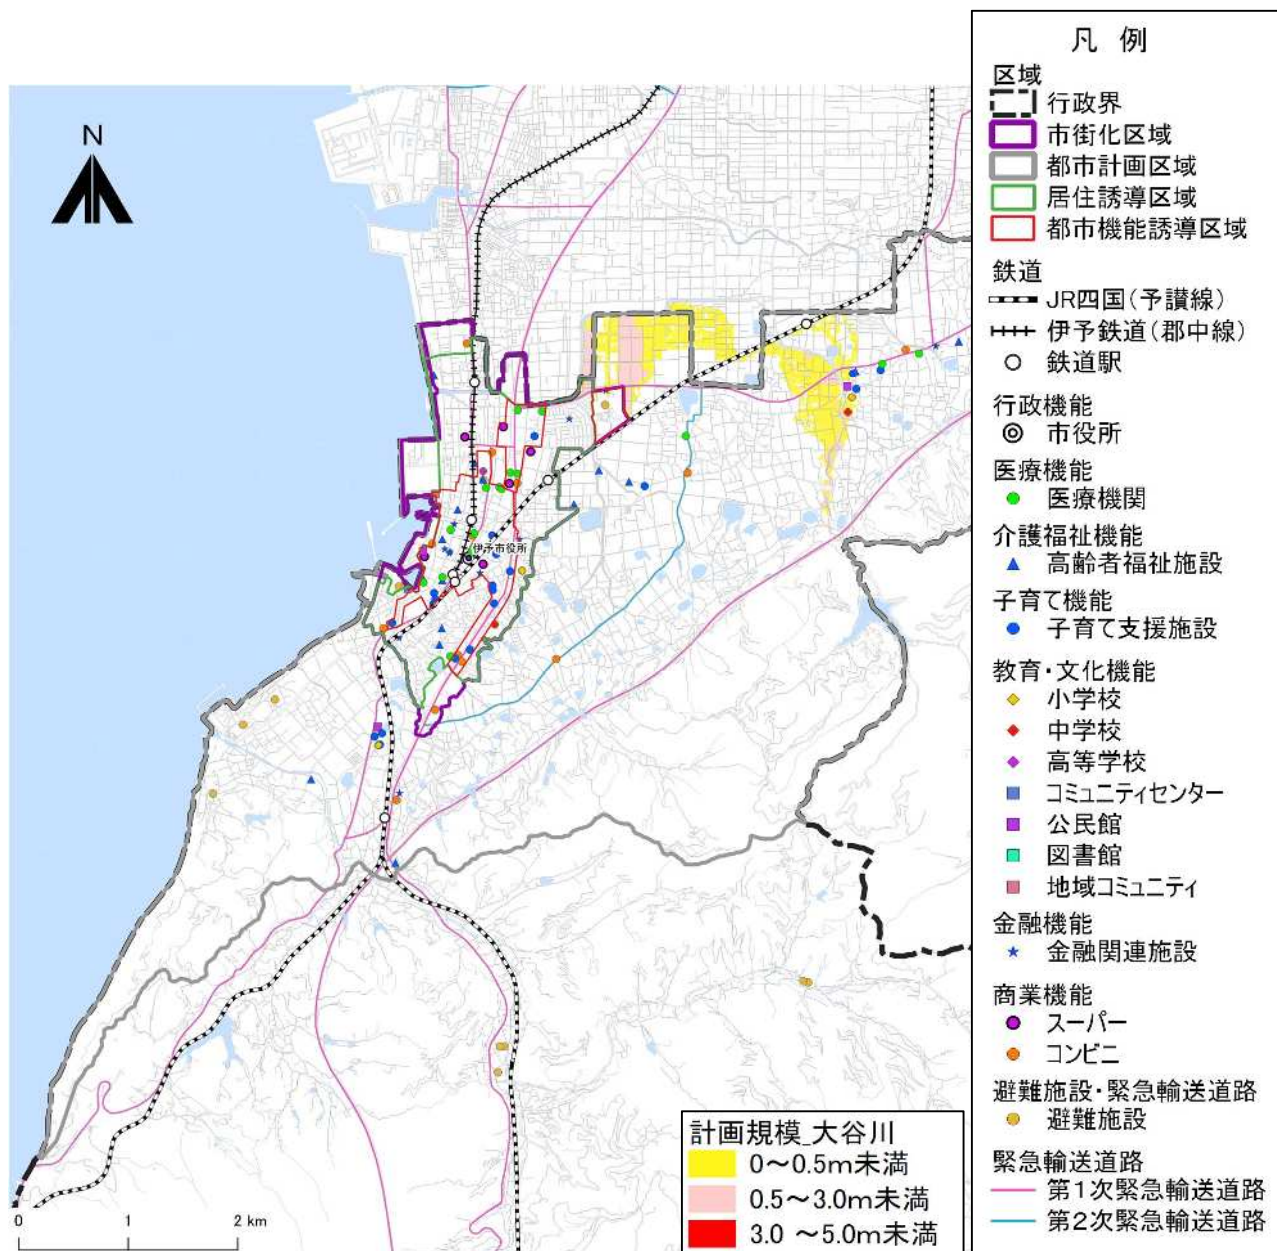 凡 例
区域
行政界
市街化区域
都市計画区域
居住誘導区域
都市機能誘導区域
鉄道
JR四国(予讃線)
伊予鉄道(郡中線)
鉄道駅
行政機能
市役所
医療機能
医療機関
介護福祉機能
高齢者福祉施設
子育て機能
子育て支援施設
教育・文化機能
小学校
中学校
高等学校
コミュニティセンター
公民館
図書館
地域コミュニティ
金融機能
金融関連施設
商業機能
スーパー
コンビニ
避難施設・緊急輸送道路
避難施設
緊急輸送道路
第1次緊急輸送道路
第2次緊急輸送道路
N
伊予市役所
計画規模_大谷川
0〜0.5m未満
0.5〜3.0m未満
3.0 〜5.0m未満
0 1 2 km